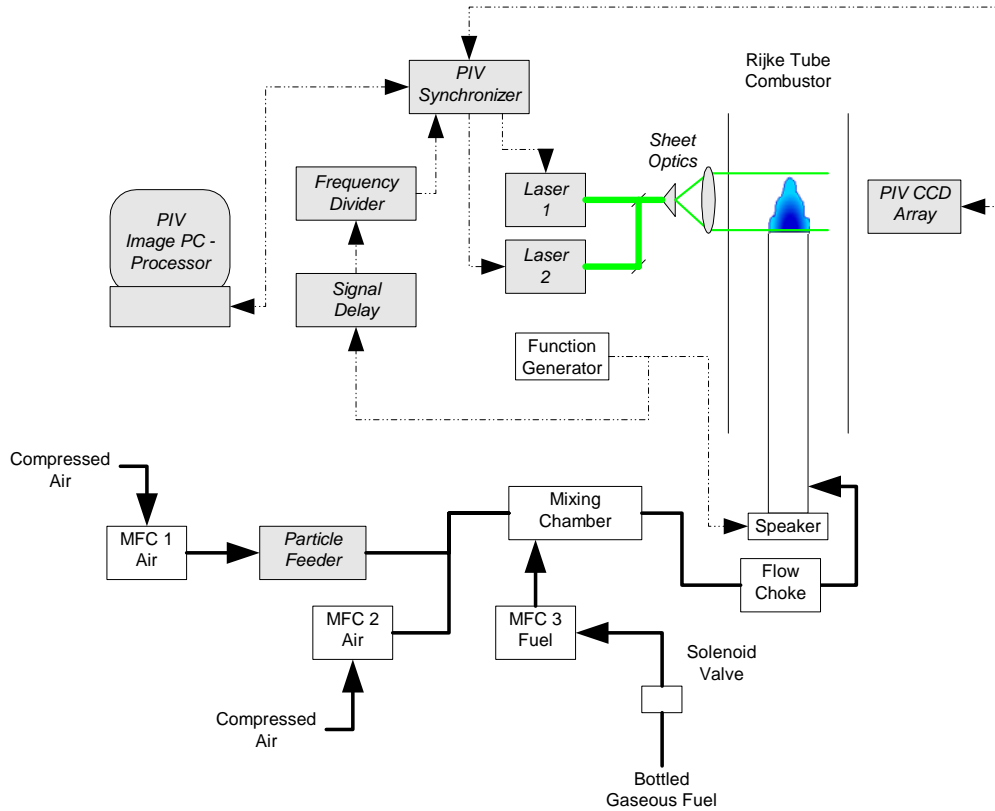 PIV
Synchronizer
Rijke Tube
Combustor
Sheet
Optics
Frequency
Divider
Laser
1
PIV CCD
Array
PIV
Image PC -
Processor
Laser
2
Signal
Delay
Function
Generator
Compressed
Air
Mixing
Chamber
Speaker
MFC 1
Air
Particle
Feeder
Flow
Choke
MFC 2
Air
MFC 3
Fuel
Solenoid
Valve
Compressed
Air
Bottled
Gaseous Fuel